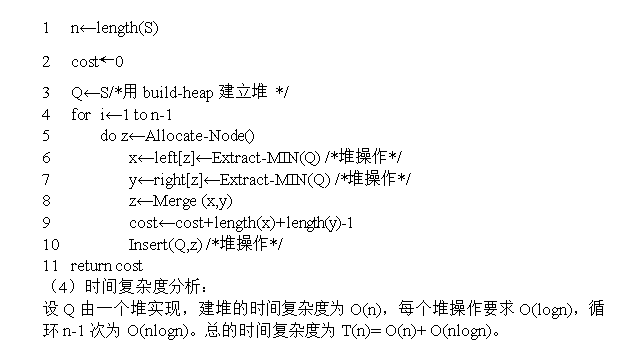 1 n←length(S)
2 cost←0
3 Q←S/*用 build-heap 建立堆 */
4 for i←1 to n-1
5 do z←Allocate-Node()
6 x←left[z]←Extract-MIN(Q) /*堆操作*/
7 y←right[z]←Extract-MIN(Q) /*堆操作*/
8 z←Merge (x,y)
9 cost←cost+length(x)+length(y)-1
10 Insert(Q,z) /*堆操作*/
11 return cost
（4）时间复杂度分析：
设 Q 由一个堆实现，建堆的时间复杂度为 O(n)，每个堆操作要求 O(logn)，循
环 n-1 次为 O(nlogn)。总的时间复杂度为 T(n)= O(n)+ O(nlogn)。